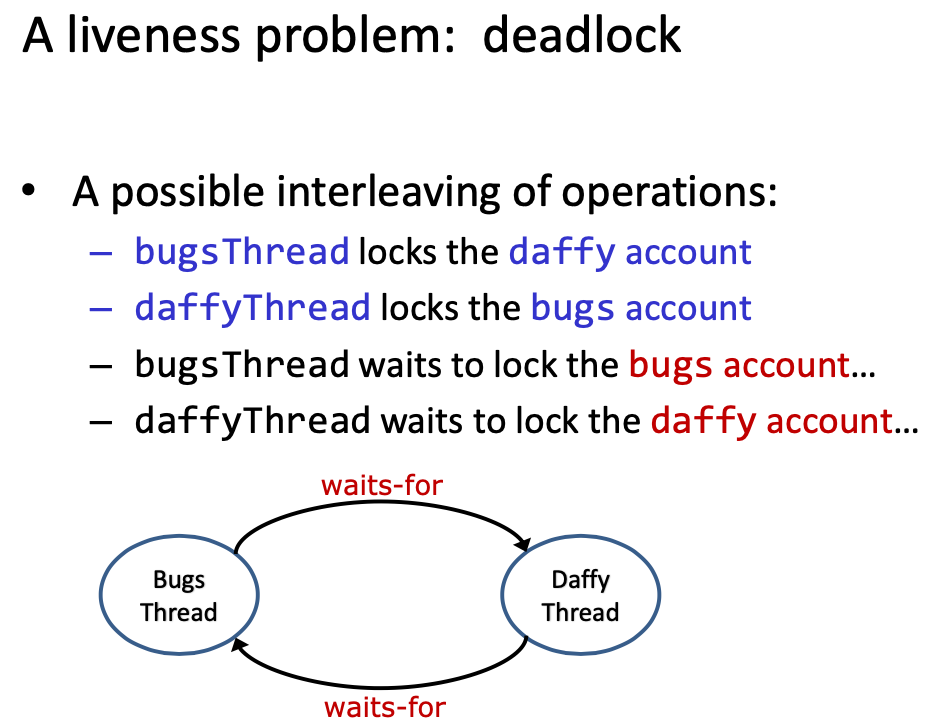 A liveness problem: deadlock
• A possible interleaving of operations:
– bugsThread locks the daffy account
– daffyThread locks the bugs account
– bugsThread waits to lock the bugs account…
– daffyThread waits to lock the daffy account…
waits-for
Bugs
Thread
Daffy
Thread
waits-for